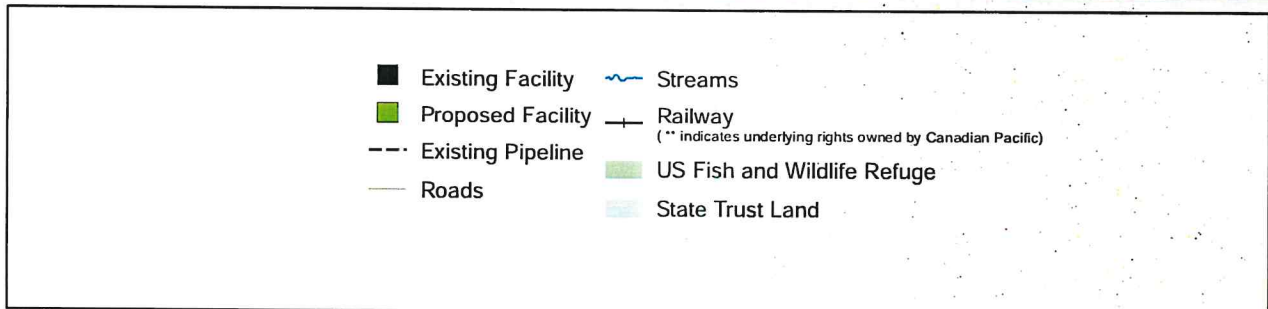 Existing Facility
Proposed Facility
Existing Pipeline
Roads
Streams
Railway
( ** indicates underlying rights owned by Canadian Pacific)
US Fish and Wildlife Refuge
State Trust Land